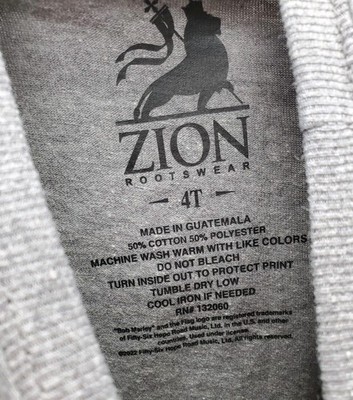 ZION
ROOTSWEAR
- 4T -
MADE IN GUATEMALA
50% COTTON 50% POLYESTER
MACHINE WASH WARM WITH LIKE COLORS
DO NOT BLEACH
TURN INSIDE OUT TO PROTECT PRINT
TUMBLE DRY LOW
COOL IRON IF NEEDED
RN# 132060
"Bob Marley" and the Flag logo are registered trademarks
of Fifty-Six Hope Road Music, Ltd. in the U.S. and other
countries. Used under license.
©2022 Fifty-Six Hope Road Music, Ltd. All rights reserved.